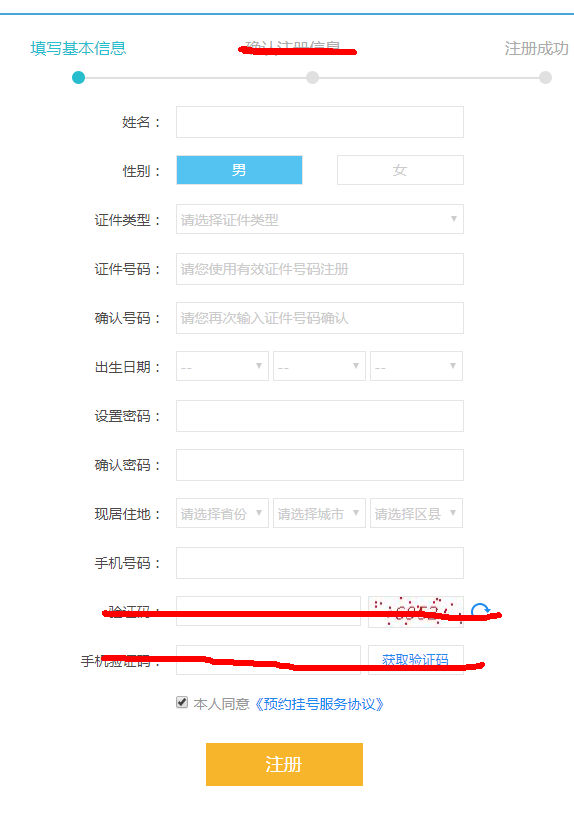 填写基本信息 确认注册信息 注册成功
姓名：
性别： 男 女
证件类型： 请选择证件类型
证件号码： 请您使用有效证件号码注册
确认号码： 请您再次输入证件号码确认
出生日期： -- -- --
设置密码：
确认密码：
现居住地： 请选择省份 请选择城市 请选择区县
手机号码：
验证码：
手机验证码： 获取验证码
本人同意《预约挂号服务协议》
注册